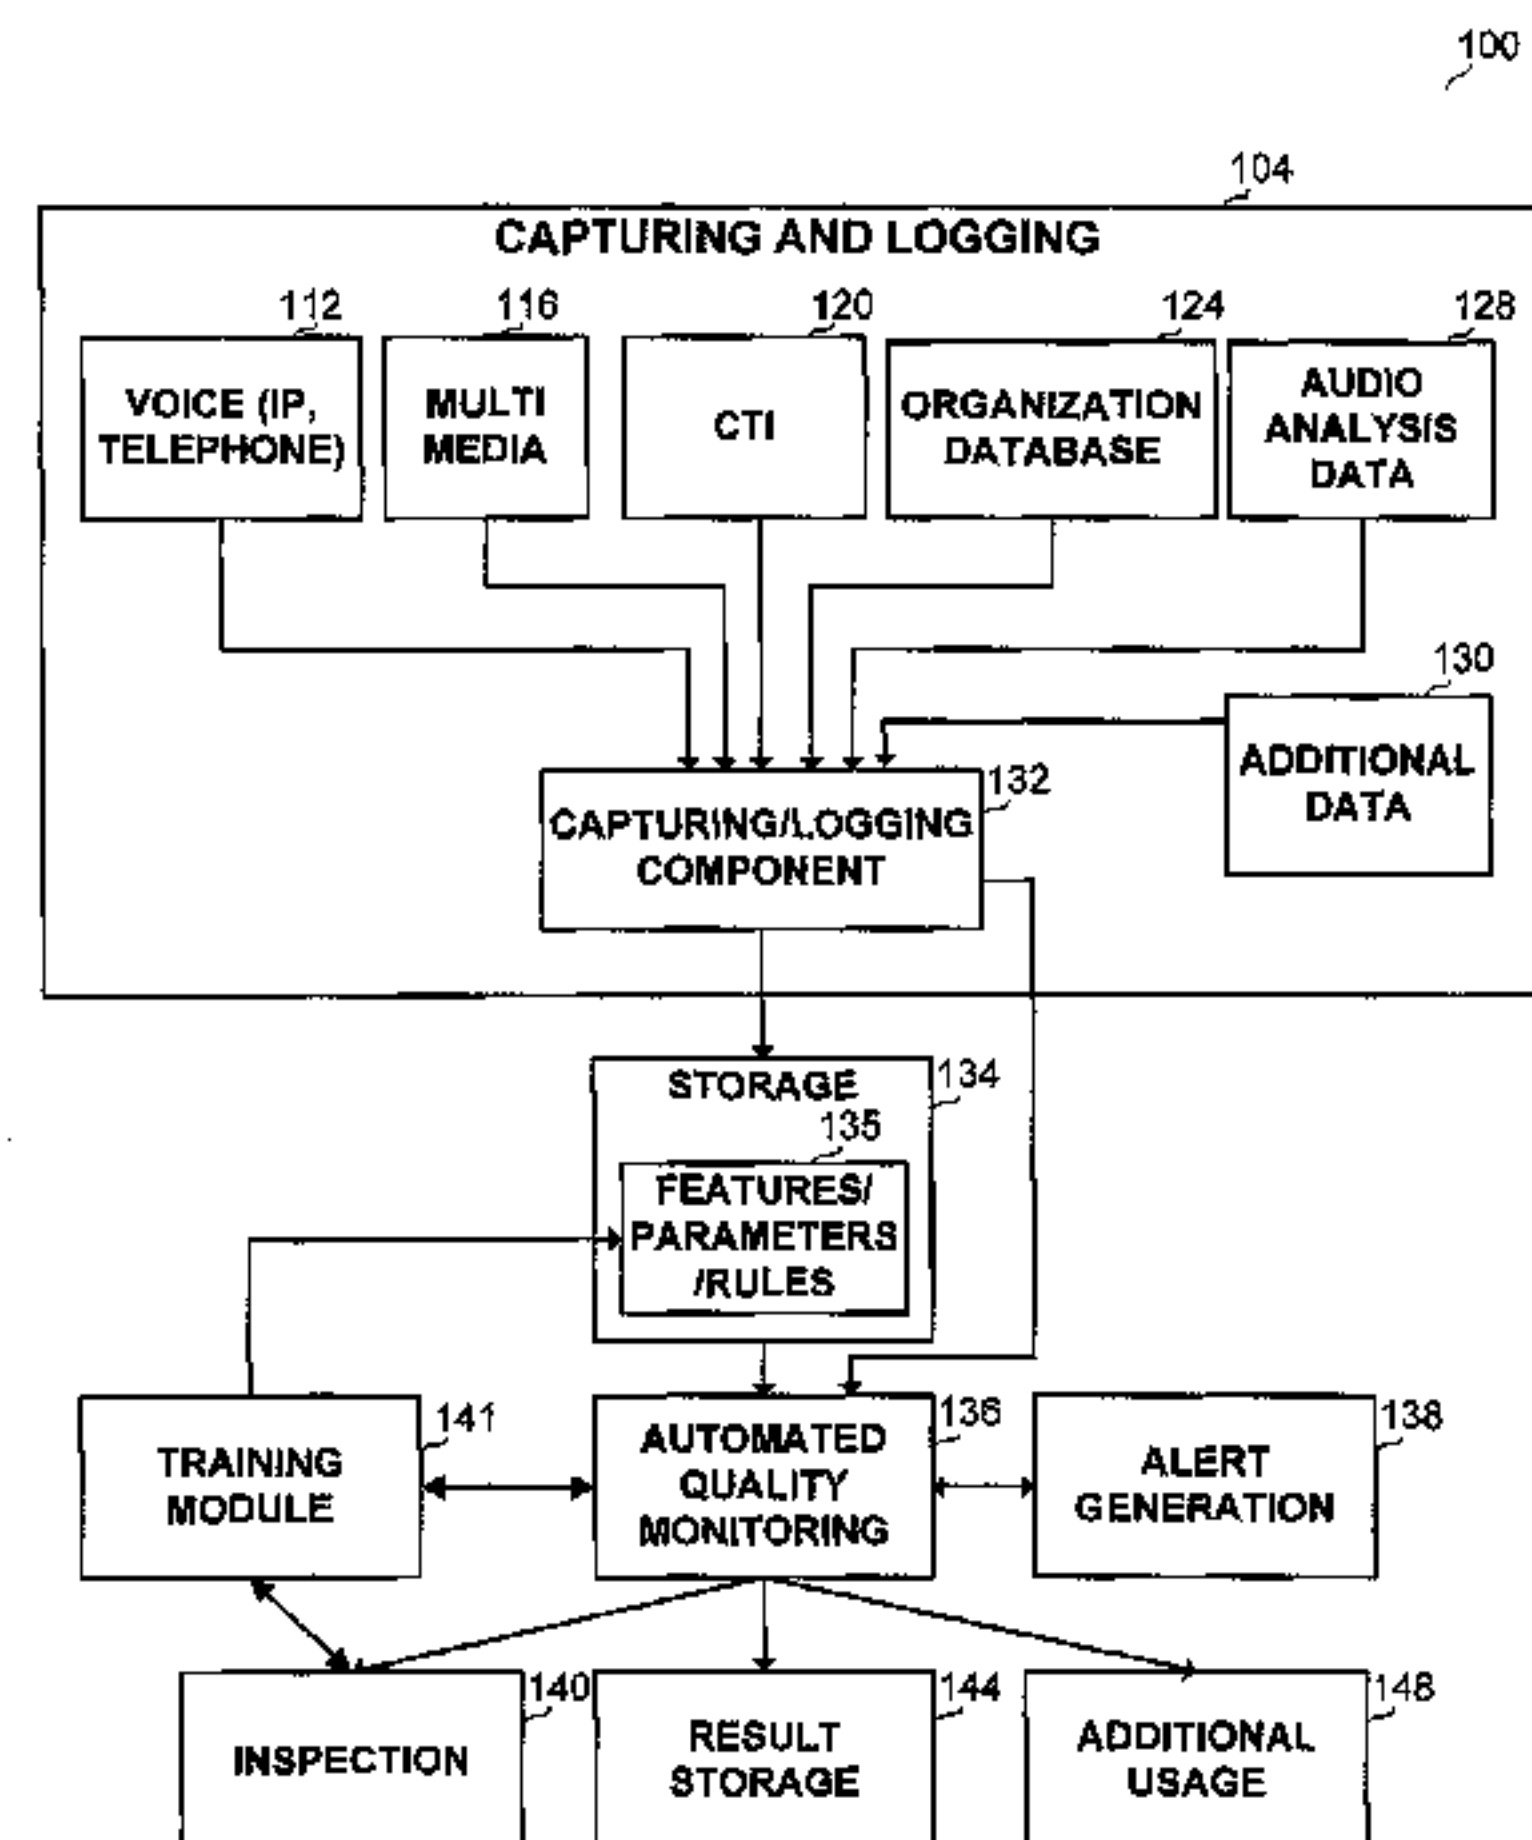 100
104
CAPTURING AND LOGGING
112
116
120
124
128
VOICE (IP,
TELEPHONE)
MULTI
MEDIA
CTI
ORGANIZATION
DATABASE
AUDIO
ANALYSIS
DATA
130
ADDITIONAL
DATA
132
CAPTURING/LOGGING
COMPONENT
134
STORAGE
135
FEATURES/
PARAMETERS
/RULES
141
TRAINING
MODULE
136
AUTOMATED
QUALITY
MONITORING
138
ALERT
GENERATION
140
INSPECTION
144
RESULT
STORAGE
148
ADDITIONAL
USAGE